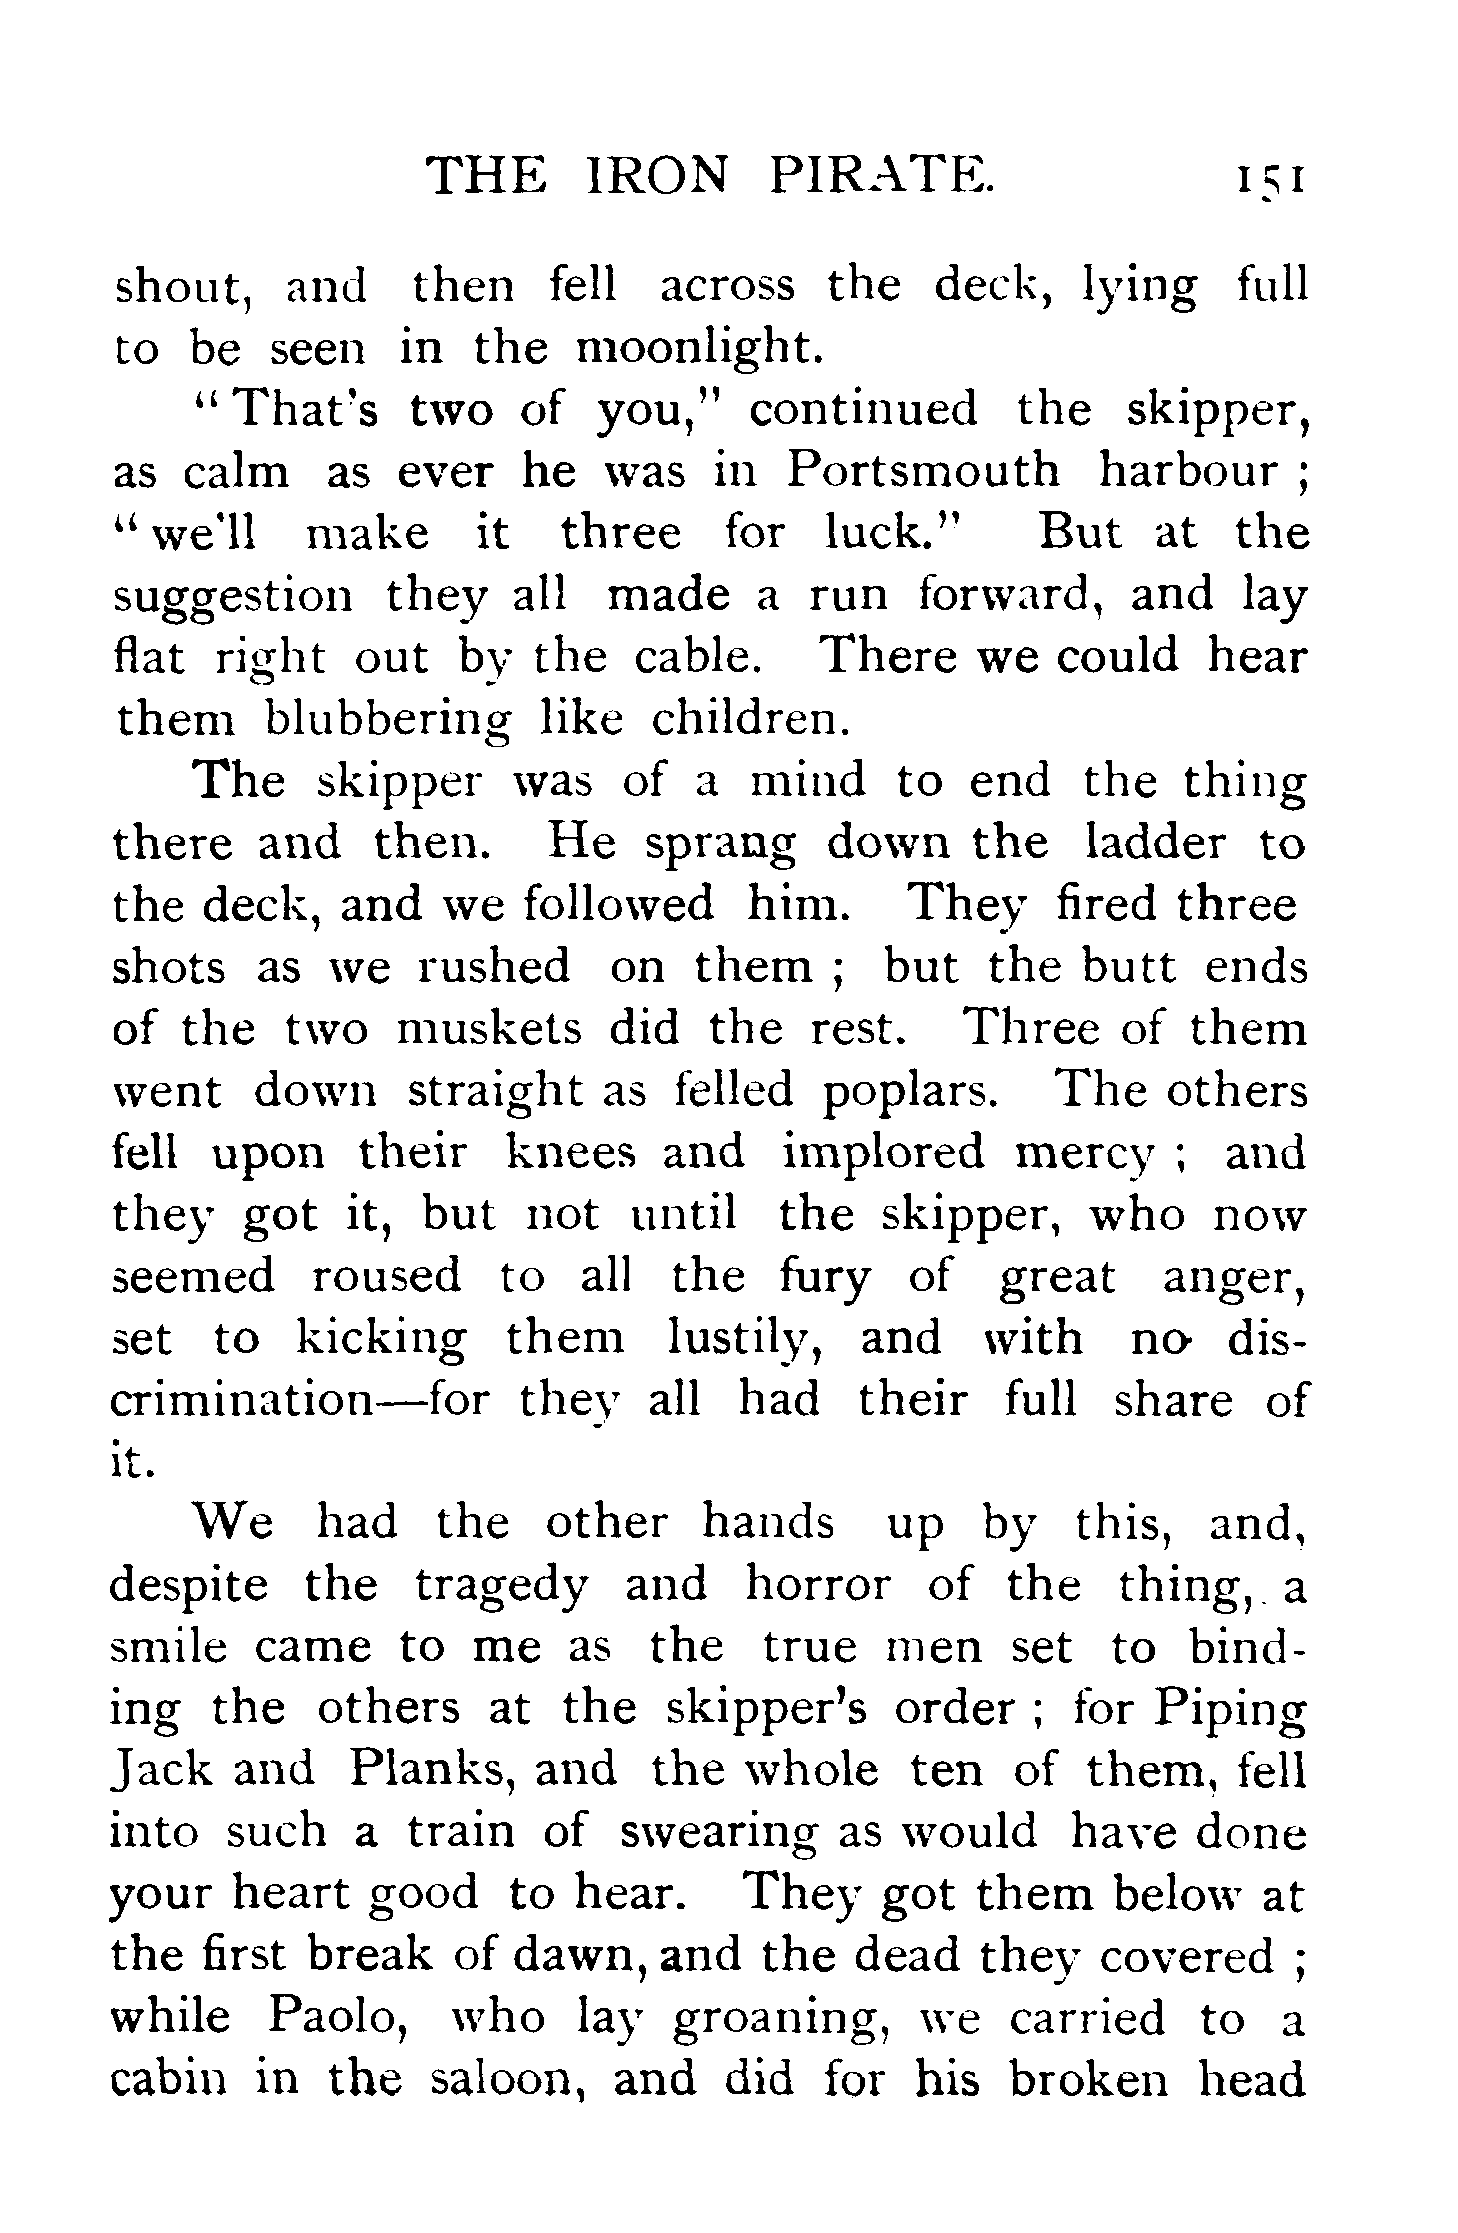 THE IRON PIRATE. 151
shout, and then fell across the deck, lying full
to be seen in the moonlight.
“That's two of you,” continued the skipper,
as calm as ever he was in Portsmouth harbour ;
“we'll make it three for luck.” But at the
suggestion they all made a run forward, and lay
flat right out by the cable. There we could hear
them blubbering like children.
The skipper was of a mind to end the thing
there and then. He sprang down the ladder to
the deck, and we followed him. They fired three
shots as we rushed on them ; but the butt ends
of the two muskets did the rest. Three of them
went down straight as felled poplars. The others
fell upon their knees and implored mercy ; and
they got it, but not until the skipper, who now
seemed roused to all the fury of great anger,
set to kicking them lustily, and with no dis-
crimination—for they all had their full share of
it.
We had the other hands up by this, and,
despite the tragedy and horror of the thing, a
smile came to me as the true men set to bind-
ing the others at the skipper's order ; for Piping
Jack and Planks, and the whole ten of them, fell
into such a train of swearing as would have done
your heart good to hear. They got them below at
the first break of dawn, and the dead they covered ;
while Paolo, who lay groaning, we carried to a
cabin in the saloon, and did for his broken head